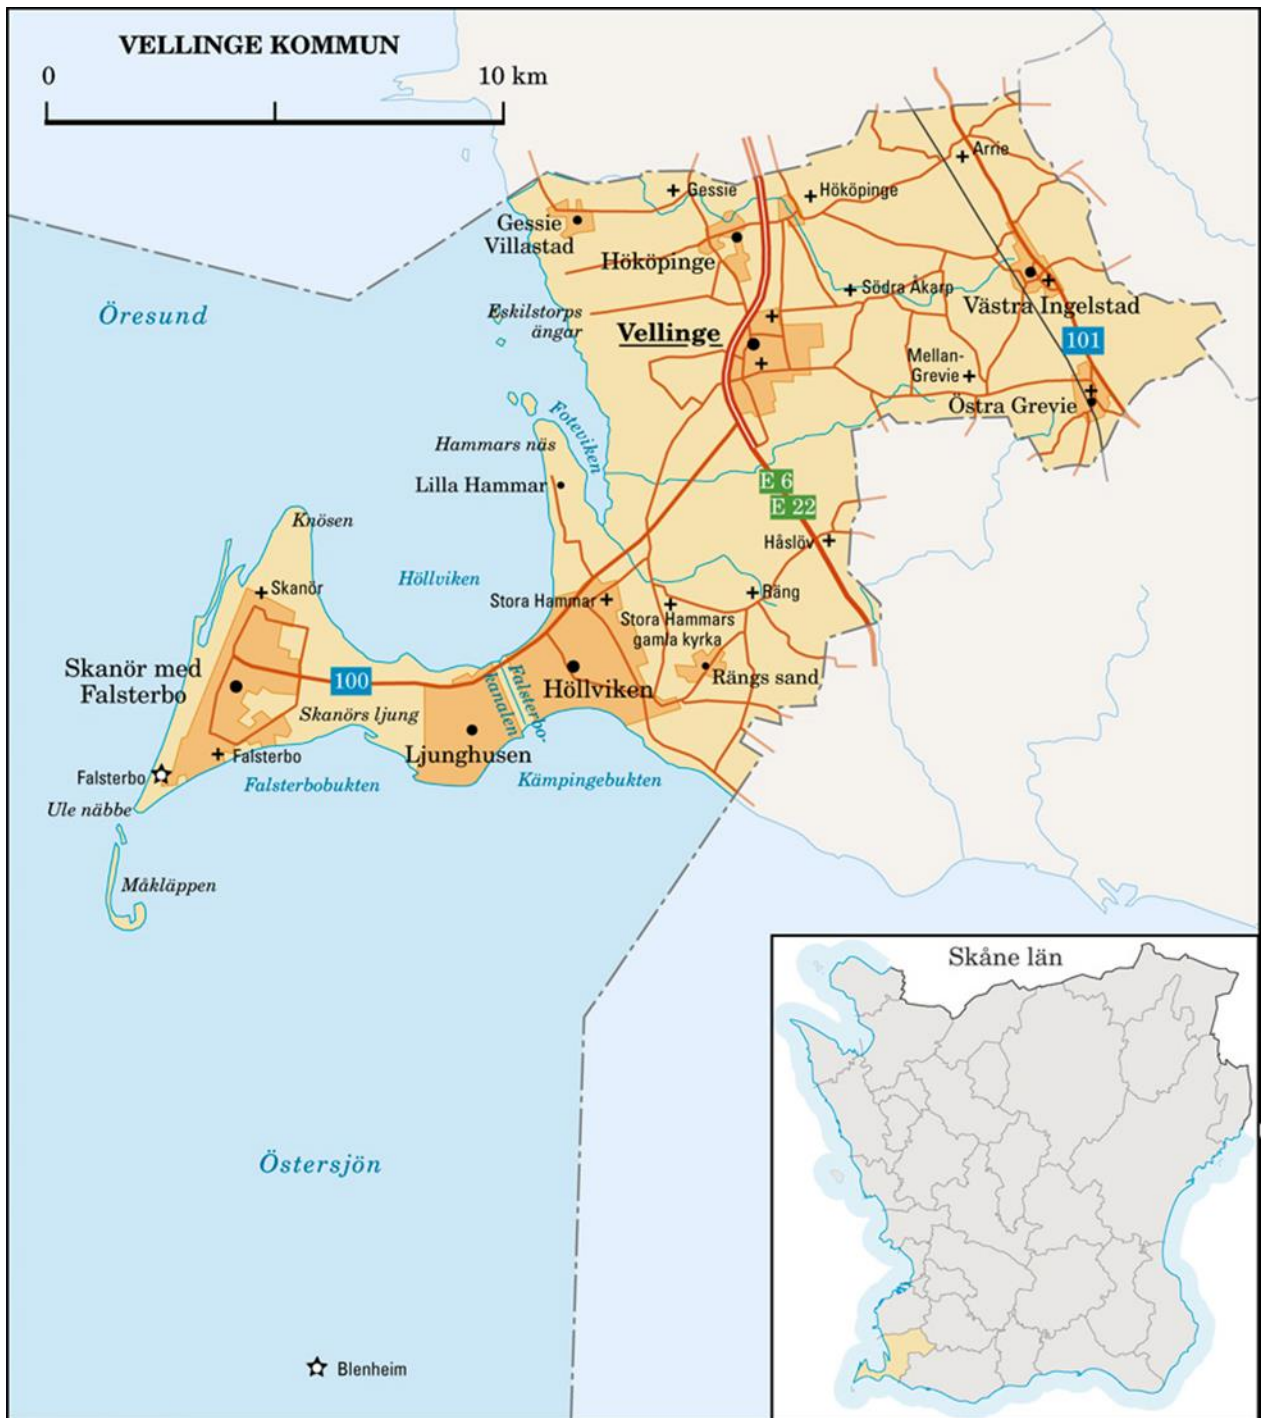 VELLINGE KOMMUN
0 10 km
Arrie
Gessie
Hököpinge
Gessie
Villastad
Hököpinge
Södra Åkarp
Västra Ingelstad
Öresund
Eskilstorps
ängar
Vellinge
101
Mellan-
Grevie
Östra Grevie
Foteviken
Hammars näs
Lilla Hammar
E 6
E 22
Knösen
Håslöv
Höllviken
Skanör
Stora Hammar
Räng
Stora Hammars
gamla kyrka
Skanör med
Falsterbo
100
Falsterbo-
kanalen
Höllviken
Rängs sand
Skanörs ljung
Ljunghusen
Falsterbo
Falsterbo
Falsterbobukten
Kämpingebukten
Ule näbbe
Måkläppen
Skåne län
Östersjön
Blenheim